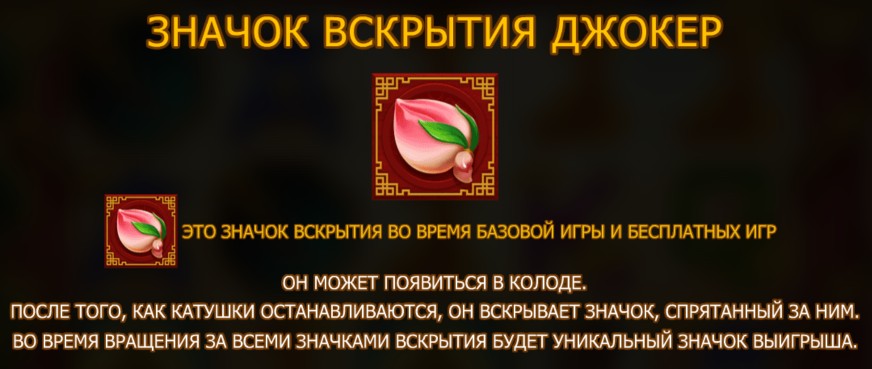 ЗНАЧОК ВСКРЫТИЯ ДЖОКЕР
ЭТО ЗНАЧОК ВСКРЫТИЯ ВО ВРЕМЯ БАЗОВОЙ ИГРЫ И БЕСПЛАТНЫХ ИГР
ОН МОЖЕТ ПОЯВИТЬСЯ В КОЛОДЕ.
ПОСЛЕ ТОГО, КАК КАТУШКИ ОСТАНАВЛИВАЮТСЯ, ОН ВСКРЫВАЕТ ЗНАЧОК, СПРЯТАННЫЙ ЗА НИМ.
ВО ВРЕМЯ ВРАЩЕНИЯ ЗА ВСЕМИ ЗНАЧКАМИ ВСКРЫТИЯ БУДЕТ УНИКАЛЬНЫЙ ЗНАЧОК ВЫИГРЫША.